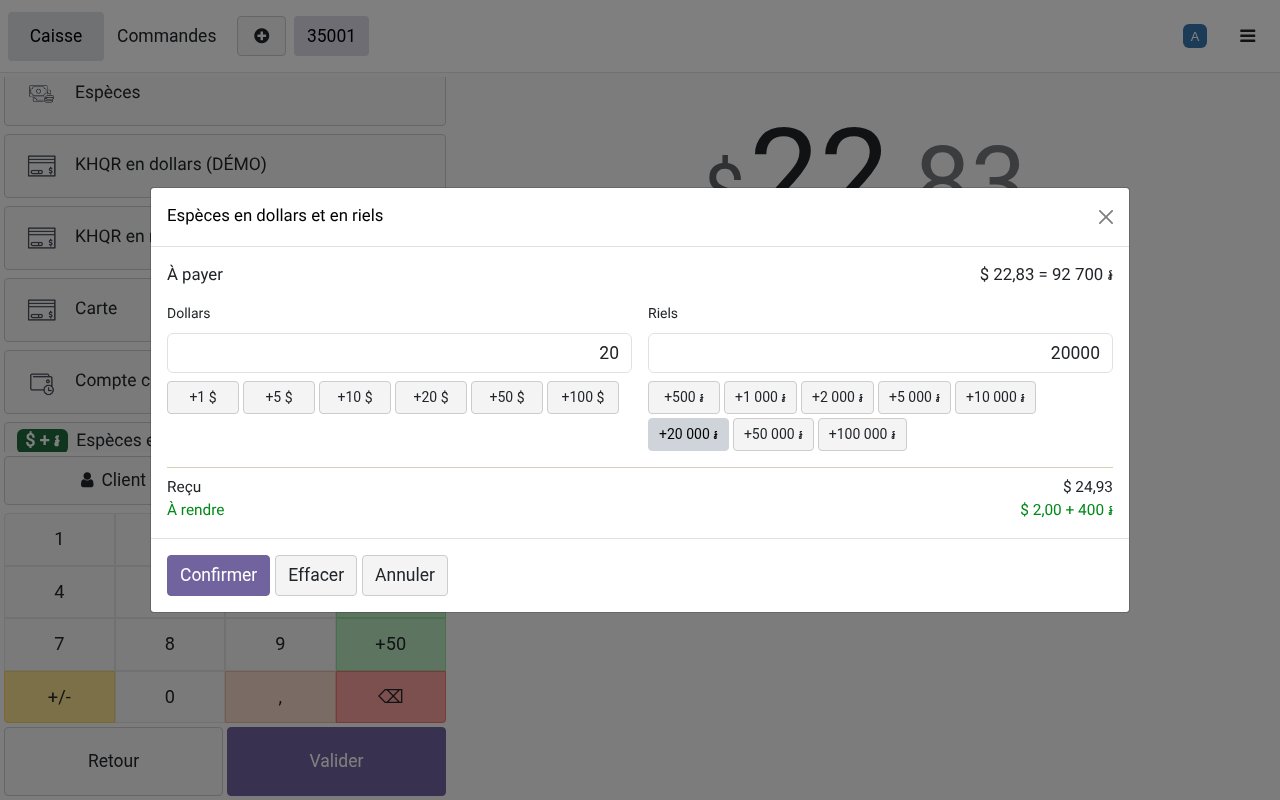 Caisse
Commandes
35001
A
Espèces
KHQR en dollars (DÉMO)
$ 22,83
KHQR en
Carte
Compte c
$ + ៛ Espèces e
Client
1
4
7 8 9 +50
+/- 0 , ⌫
Retour
Valider
Espèces en dollars et en riels
À payer
$ 22,83 = 92 700 ៛
Dollars
Riels
20
20000
+1 $ +5 $ +10 $ +20 $ +50 $ +100 $
+500 ៛ +1 000 ៛ +2 000 ៛ +5 000 ៛ +10 000 ៛
+20 000 ៛ +50 000 ៛ +100 000 ៛
Reçu
$ 24,93
À rendre
$ 2,00 + 400 ៛
Confirmer
Effacer
Annuler